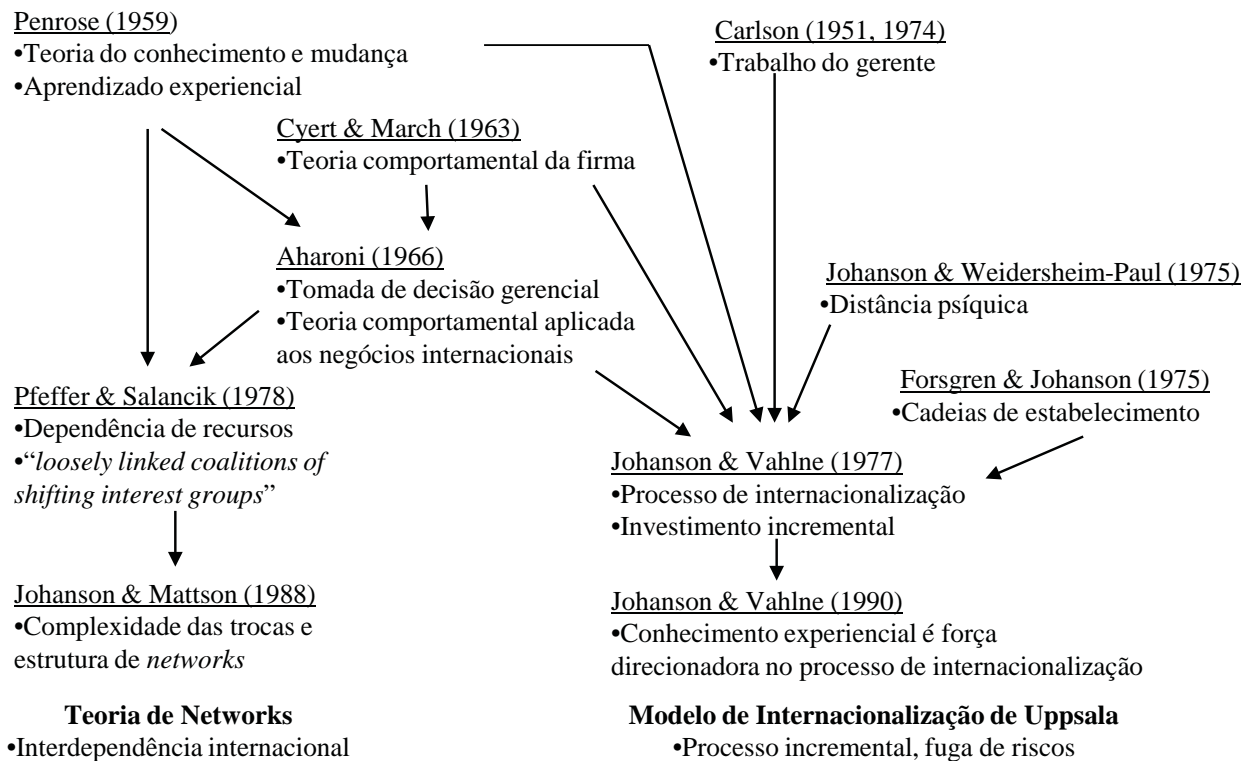 Penrose (1959)
•Teoria do conhecimento e mudança
•Aprendizado experiencial
Carlson (1951, 1974)
•Trabalho do gerente
Cyert & March (1963)
•Teoria comportamental da firma
Aharoni (1966)
•Tomada de decisão gerencial
•Teoria comportamental aplicada
aos negócios internacionais
Johanson & Weidersheim-Paul (1975)
•Distância psíquica
Forsgren & Johanson (1975)
•Cadeias de estabelecimento
Pfeffer & Salancik (1978)
•Dependência de recursos
•“loosely linked coalitions of
shifting interest groups”
Johanson & Vahlne (1977)
•Processo de internacionalização
•Investimento incremental
Johanson & Mattson (1988)
•Complexidade das trocas e
estrutura de networks
Johanson & Vahlne (1990)
•Conhecimento experiencial é força
direcionadora no processo de internacionalização
Teoria de Networks
•Interdependência internacional
Modelo de Internacionalização de Uppsala
•Processo incremental, fuga de riscos